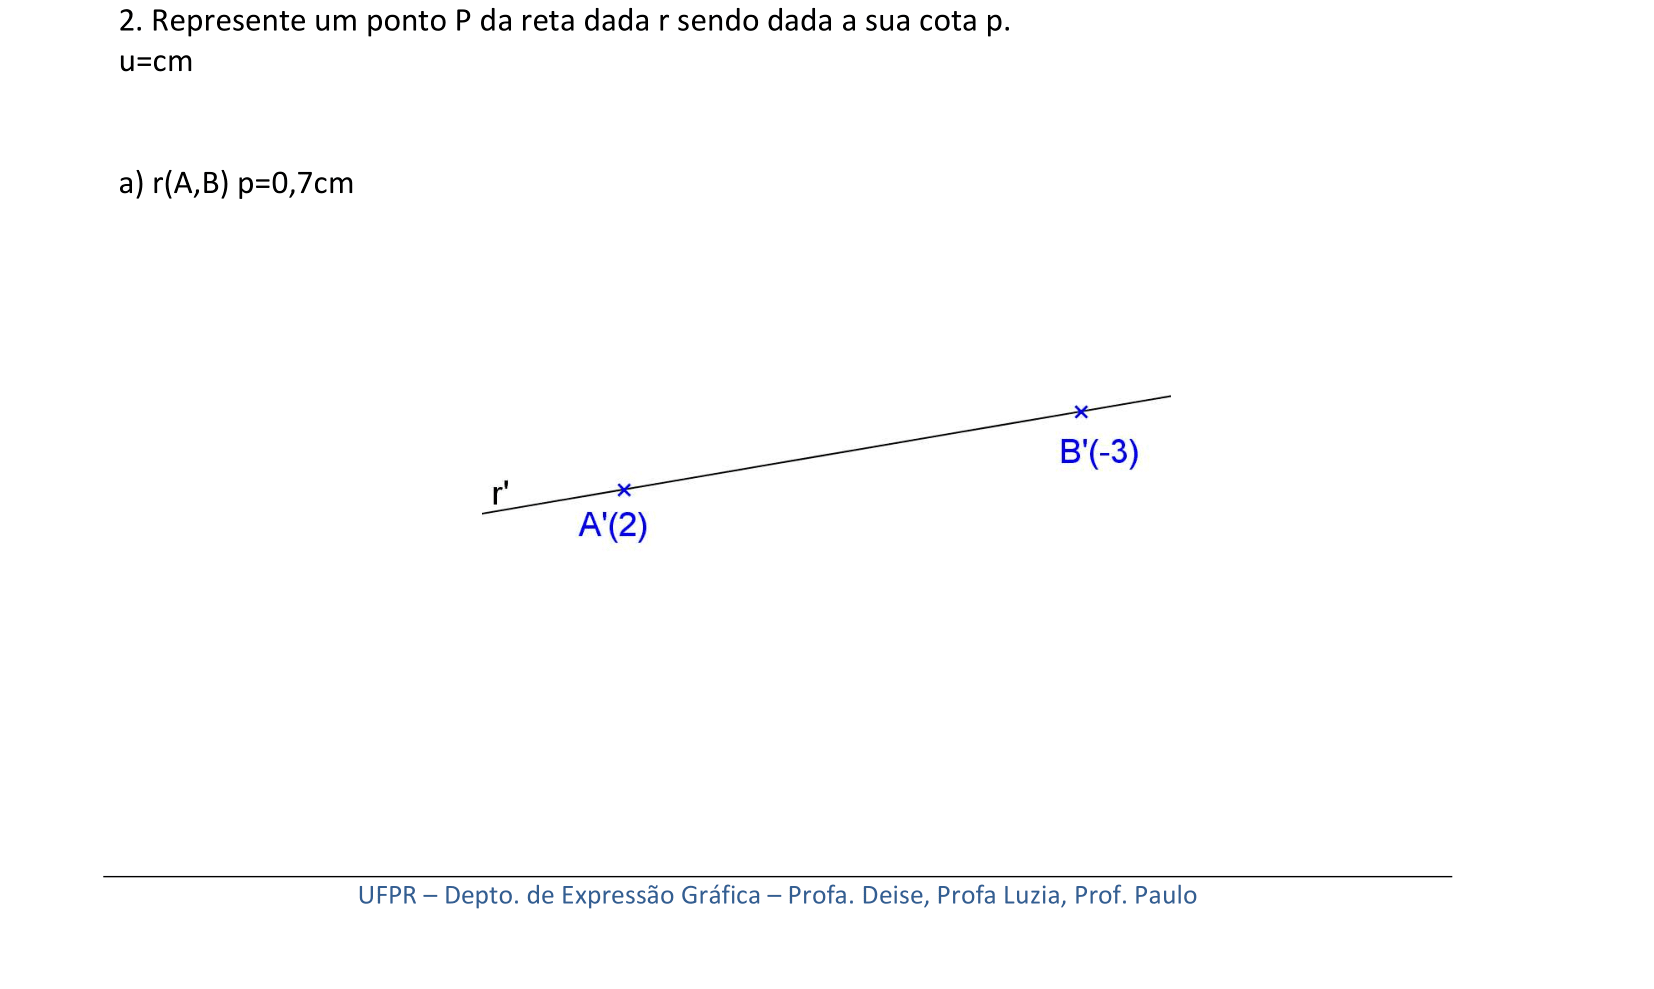 2. Represente um ponto P da reta dada r sendo dada a sua cota p.
u=cm
a) r(A,B) p=0,7cm
B'(-3)
r'
A'(2)
UFPR – Depto. de Expressão Gráfica – Profa. Deise, Profa Luzia, Prof. Paulo